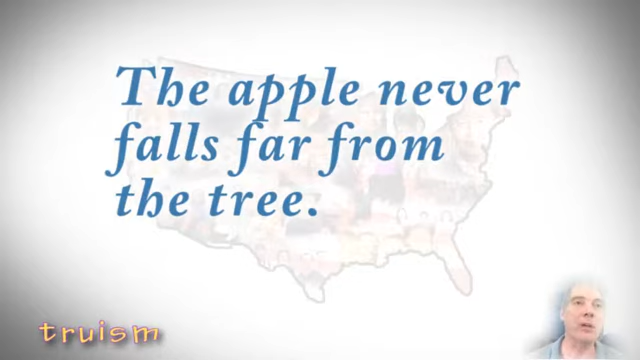 The apple never
falls far from
the tree.
truism